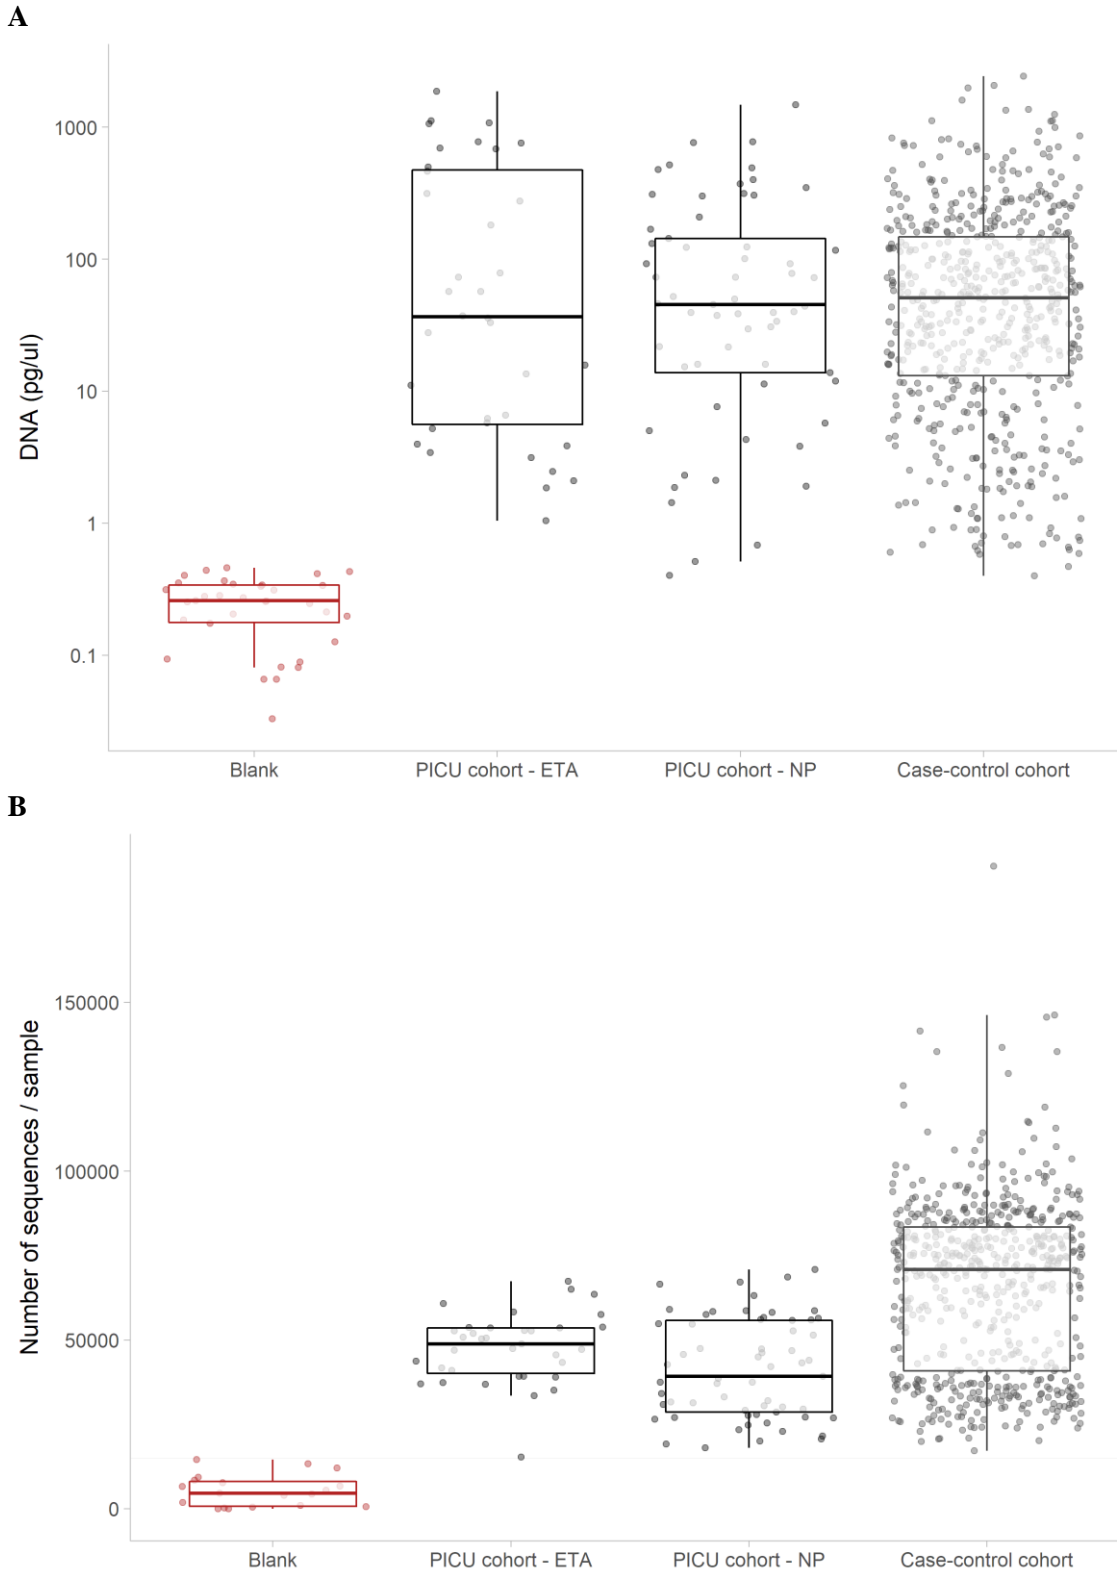 A
DNA (pg/ul)
1000
100
10
1
0.1
Blank
PICU cohort - ETA
PICU cohort - NP
Case-control cohort
B
Number of sequences / sample
150000
100000
50000
0
Blank
PICU cohort - ETA
PICU cohort - NP
Case-control cohort